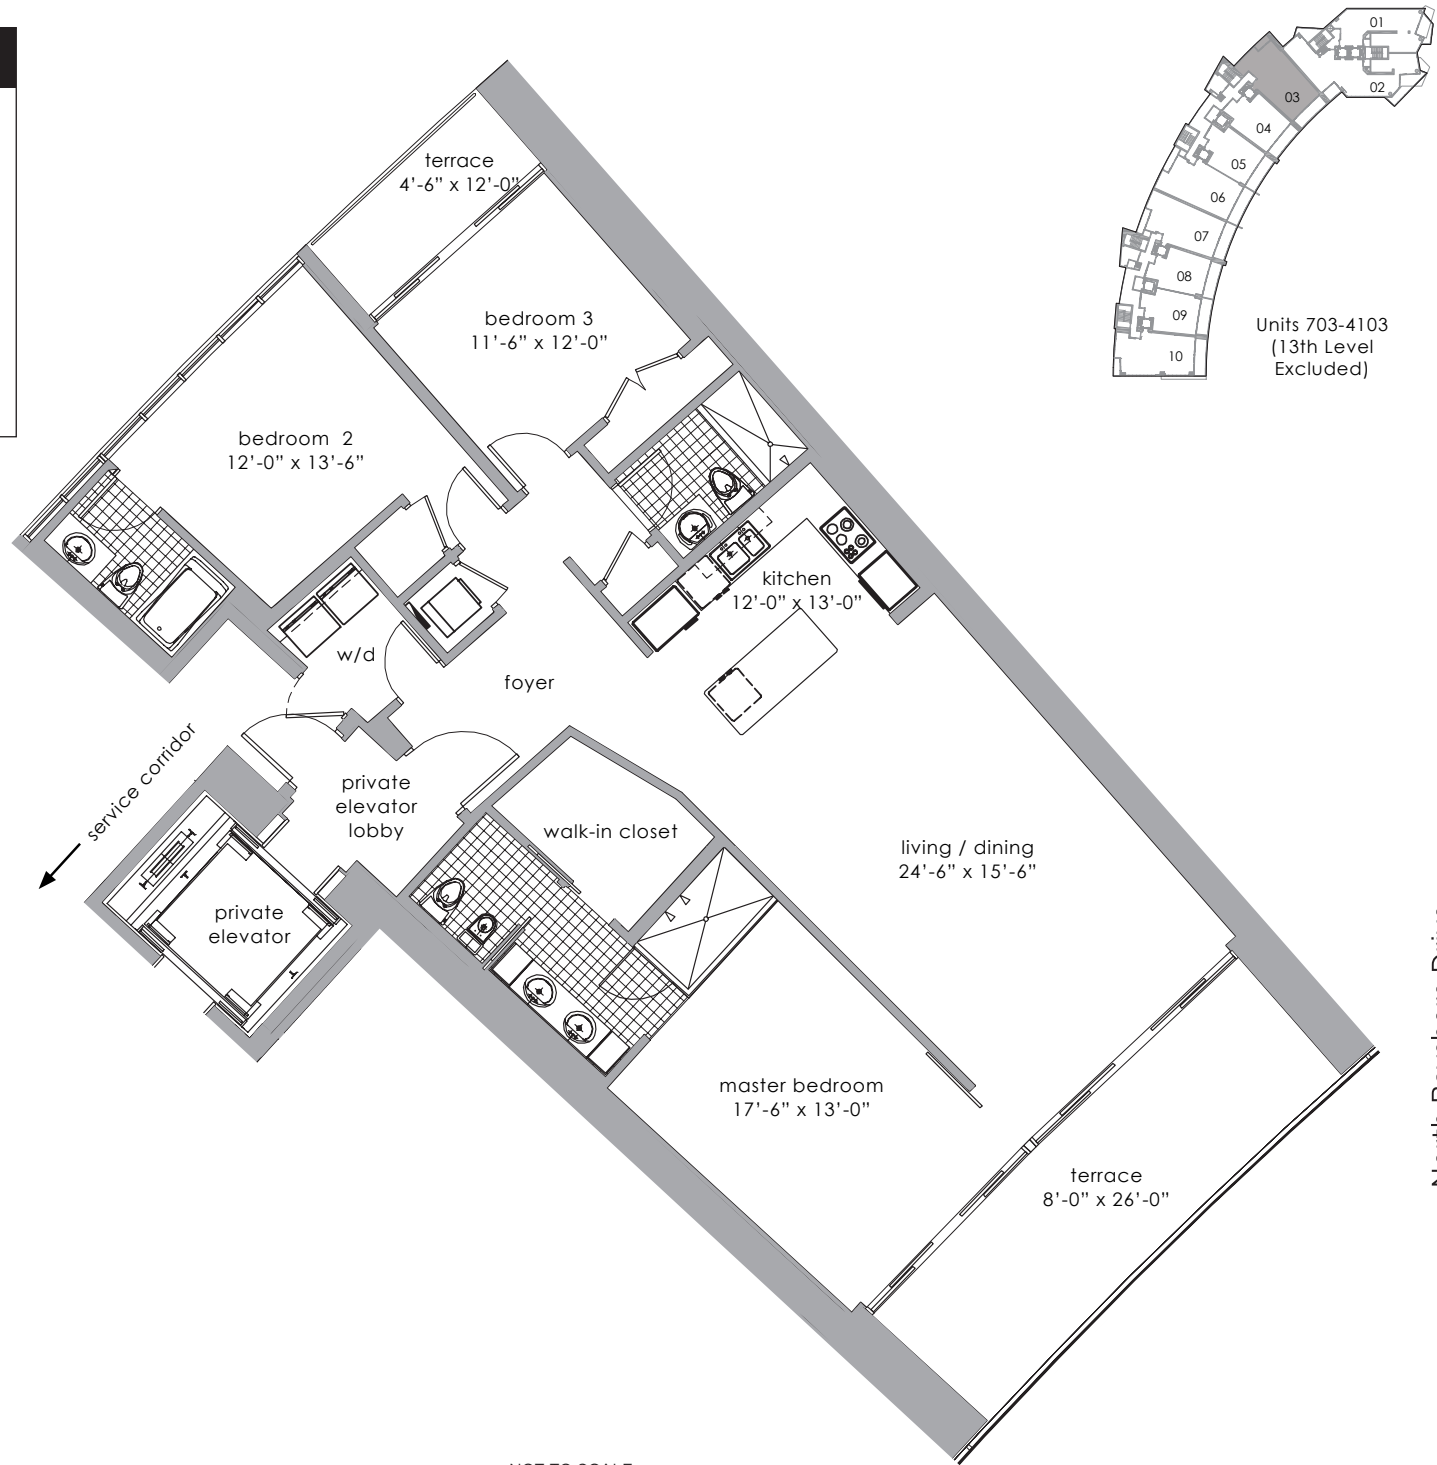 01
02
03
04
05
06
07
08
09
10
Units 703-4103
(13th Level
Excluded)
terrace
4'-6” x 12'-0”
bedroom 3
11'-6” x 12'-0”
bedroom 2
12'-0” x 13'-6”
kitchen
12'-0” x 13'-0”
w/d
foyer
service corridor
private
elevator
lobby
walk-in closet
living / dining
24'-6” x 15'-6”
private
elevator
master bedroom
17'-6” x 13'-0”
terrace
8'-0” x 26'-0”